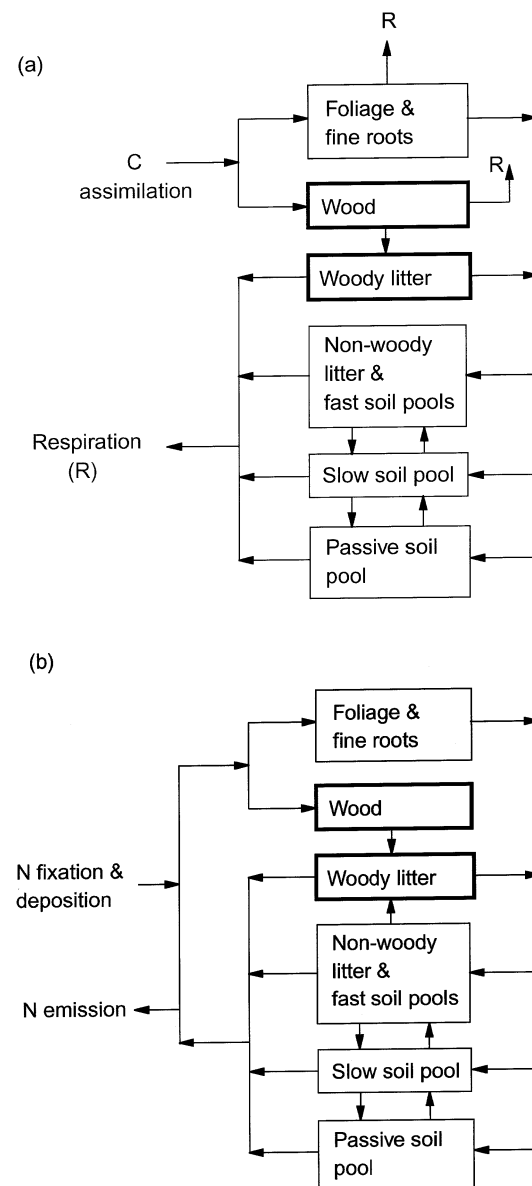 R
(a)
Foliage &
fine roots
C
assimilation
R
Wood
Woody litter
Non-woody
litter &
fast soil pools
Respiration
(R)
Slow soil pool
Passive soil
pool
(b)
Foliage &
fine roots
Wood
N fixation &
deposition
Woody litter
Non-woody
litter &
fast soil pools
N emission
Slow soil pool
Passive soil
pool